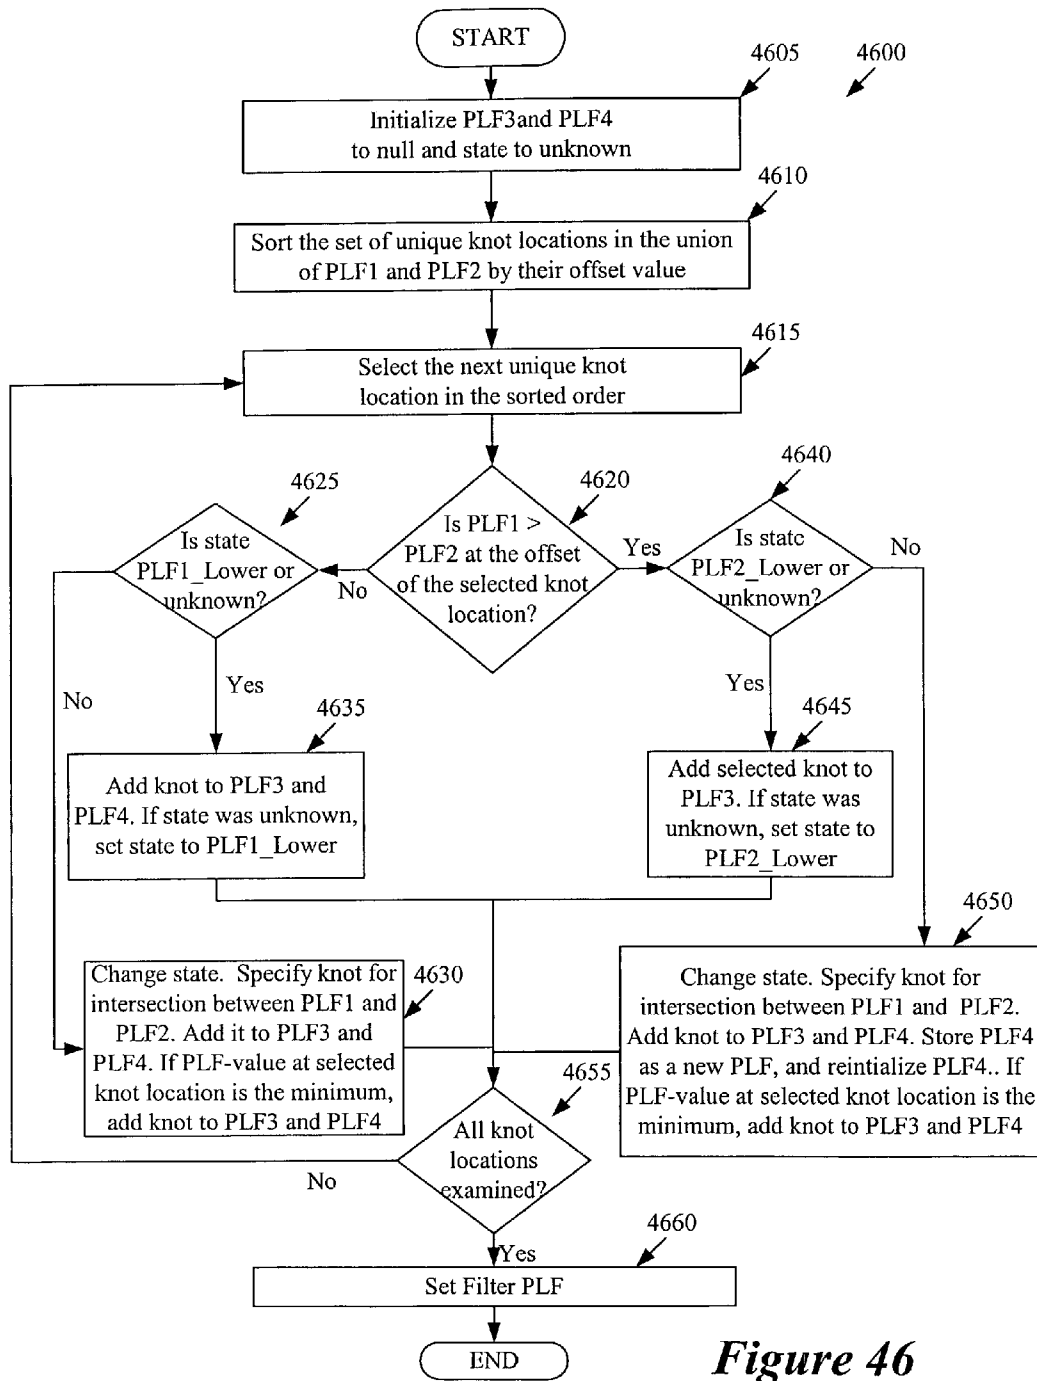 START
4605
4600
Initialize PLF3and PLF4
to null and state to unknown
4610
Sort the set of unique knot locations in the union
of PLF1 and PLF2 by their offset value
4615
Select the next unique knot
location in the sorted order
4625
4620
4640
Is state
PLF1_Lower or
unknown?
No
Is PLF1 >
PLF2 at the offset
of the selected knot
location?
Yes
Is state
PLF2_Lower or
unknown?
No
No
Yes
Yes
4635
4645
Add knot to PLF3 and
PLF4. If state was unknown,
set state to PLF1_Lower
Add selected knot to
PLF3. If state was
unknown, set state to
PLF2_Lower
4630
4650
Change state. Specify knot for
intersection between PLF1 and
PLF2. Add it to PLF3 and
PLF4. If PLF-value at selected
knot location is the minimum,
add knot to PLF3 and PLF4
Change state. Specify knot for
intersection between PLF1 and PLF2.
Add knot to PLF3 and PLF4. Store PLF4
as a new PLF, and reintialize PLF4.. If
PLF-value at selected knot location is the
minimum, add knot to PLF3 and PLF4
4655
All knot
locations
examined?
No
Yes
4660
Set Filter PLF
END
Figure 46